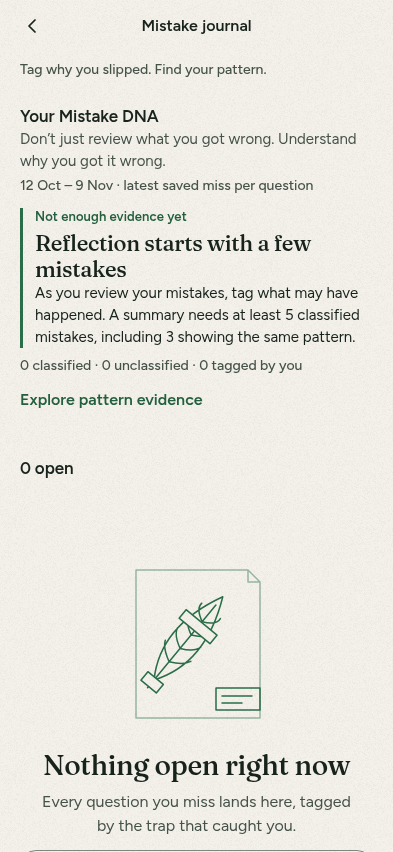 Mistake journal
Tag why you slipped. Find your pattern.
Your Mistake DNA
Don’t just review what you got wrong. Understand
why you got it wrong.
12 Oct – 9 Nov · latest saved miss per question
Not enough evidence yet
Reflection starts with a few
mistakes
As you review your mistakes, tag what may have
happened. A summary needs at least 5 classified
mistakes, including 3 showing the same pattern.
0 classified · 0 unclassified · 0 tagged by you
Explore pattern evidence
0 open
Nothing open right now
Every question you miss lands here, tagged
by the trap that caught you.